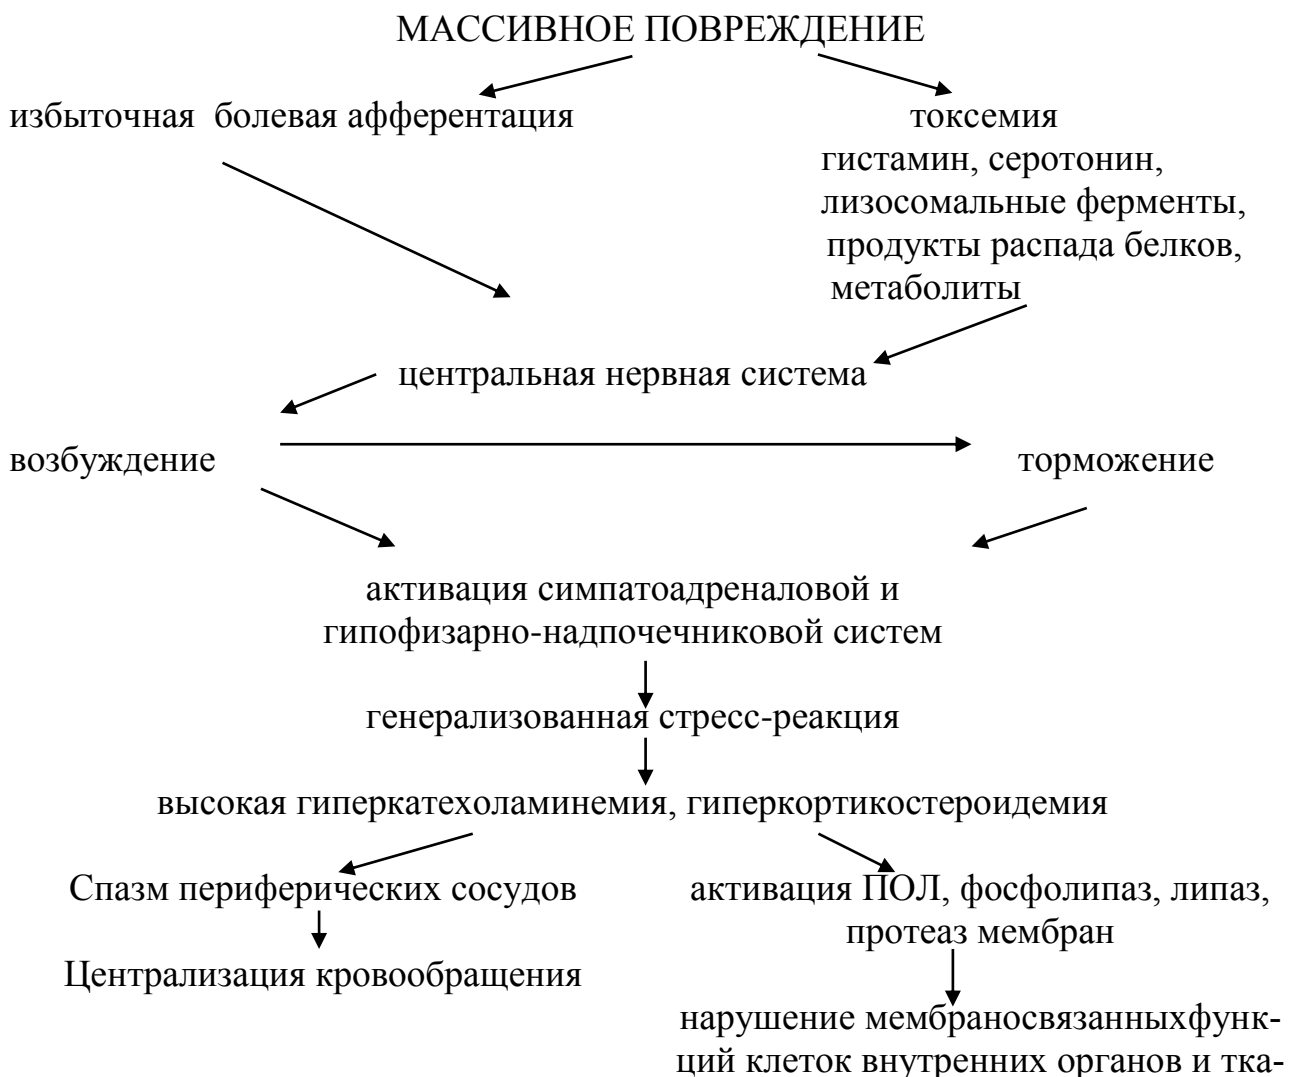 МАССИВНОЕ ПОВРЕЖДЕНИЕ
избыточная болевая афферентация
токсемия
гистамин, серотонин,
лизосомальные ферменты,
продукты распада белков,
метаболиты
центральная нервная система
возбуждение
торможение
активация симпатоадреналовой и
гипофизарно-надпочечниковой систем
генерализованная стресс-реакция
высокая гиперкатехоламинемия, гиперкортикостероидемия
Спазм периферических сосудов
Централизация кровообращения
активация ПОЛ, фосфолипаз, липаз,
протеаз мембран
нарушение мембраносвязанныхфунк-
ций клеток внутренних органов и тка-